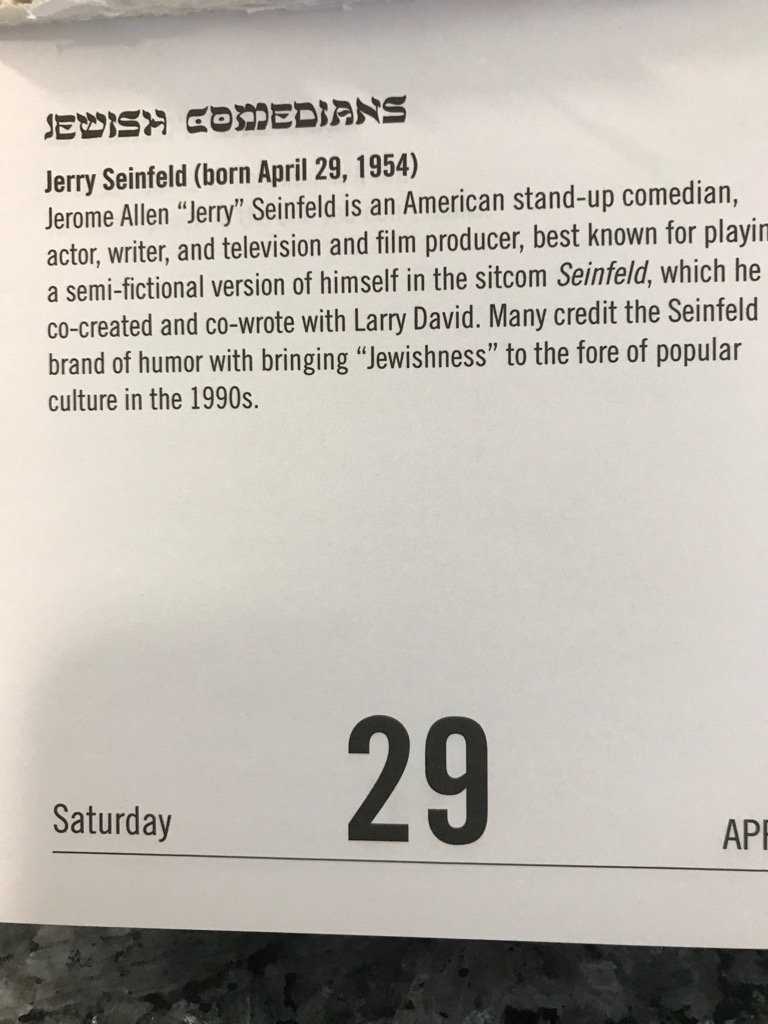 JEWISH COMEDIANS
Jerry Seinfeld (born April 29, 1954)
Jerome Allen “Jerry” Seinfeld is an American stand-up comedian,
actor, writer, and television and film producer, best known for playin
a semi-fictional version of himself in the sitcom Seinfeld, which he
co-created and co-wrote with Larry David. Many credit the Seinfeld
brand of humor with bringing “Jewishness” to the fore of popular
culture in the 1990s.
Saturday 29 APR